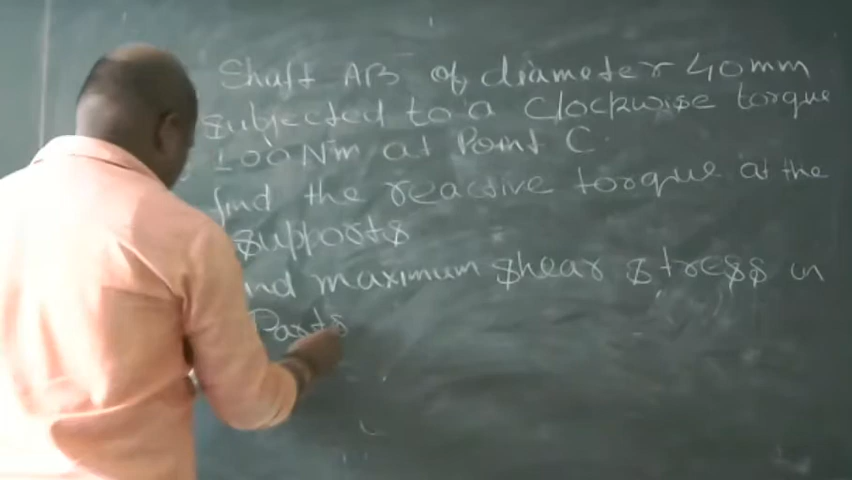 Shaft AB of diameter 40mm
subjected to a clockwise torque
100Nm at Point C.
find the reactive torque at the
supports
and maximum shear stress in
Parts